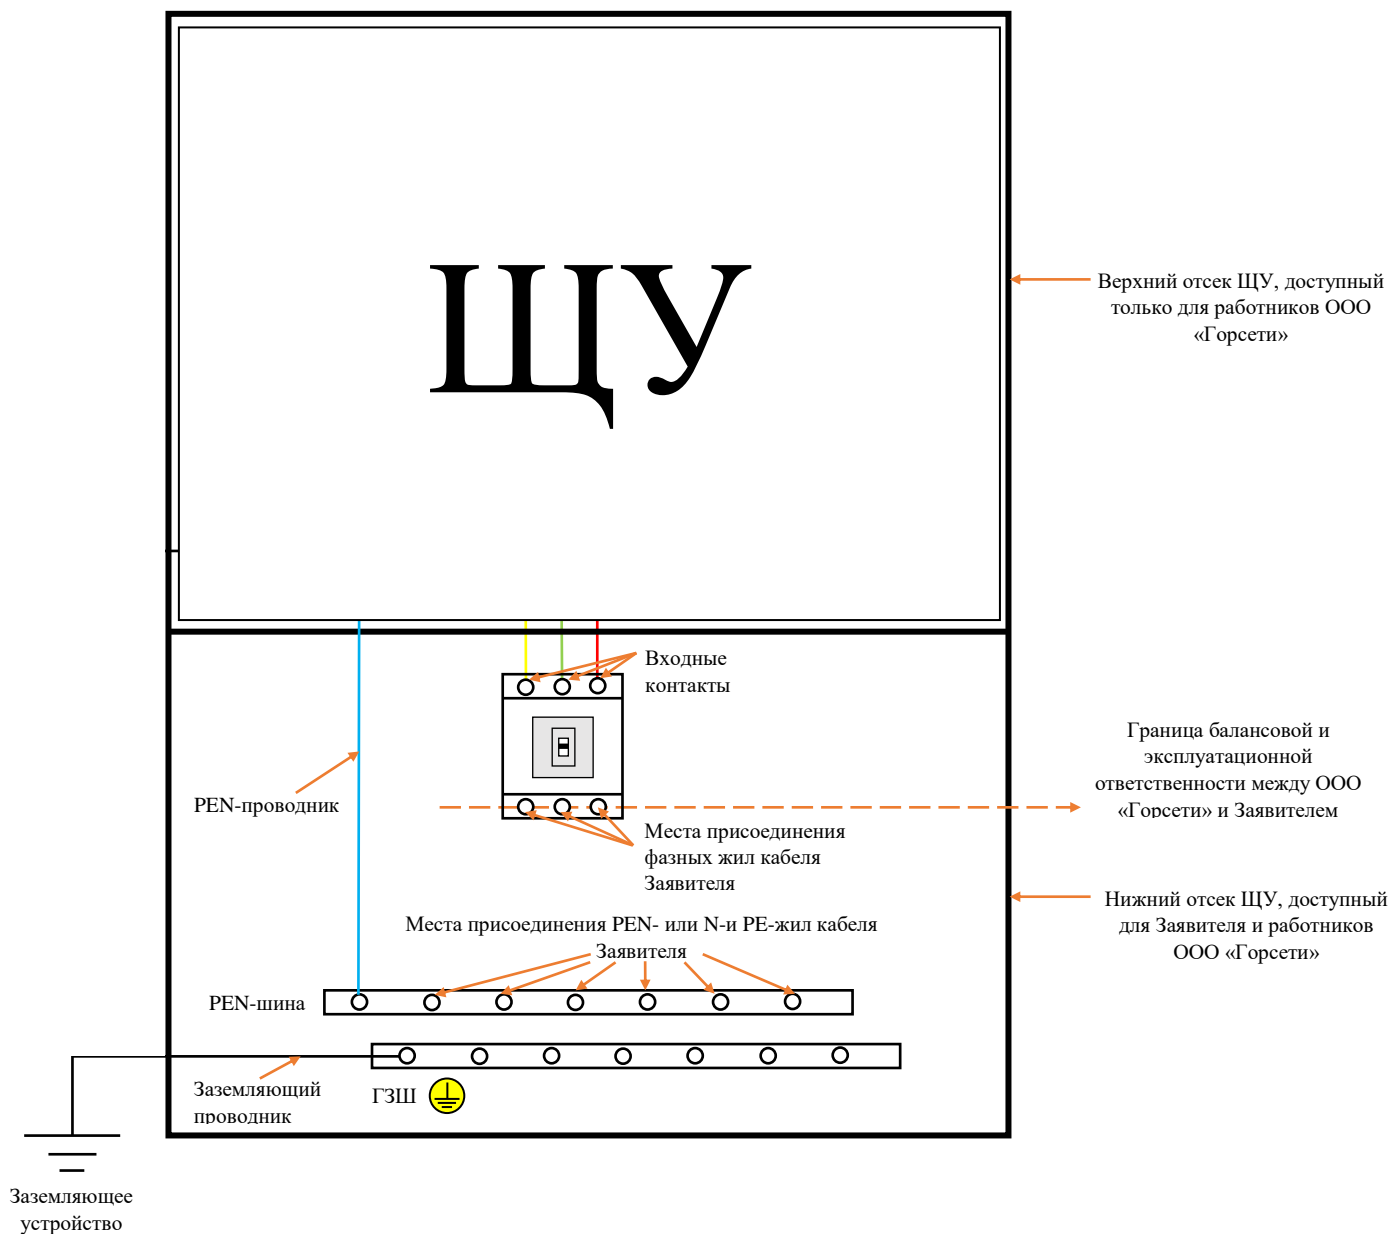 ЩУ
Верхний отсек ЩУ, доступный
только для работников ООО
«Горсети»
Входные
контакты
Граница балансовой и
эксплуатационной
ответственности между ООО
«Горсети» и Заявителем
PEN-проводник
Места присоединения
фазных жил кабеля
Заявителя
Нижний отсек ЩУ, доступный
для Заявителя и работников
ООО «Горсети»
Места присоединения PEN- или N-и PE-жил кабеля
Заявителя
PEN-шина
Заземляющий
проводник
ГЗШ
Заземляющее
устройство